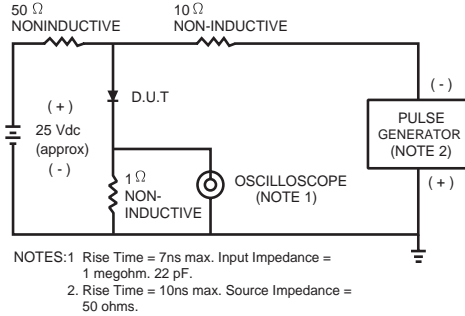 50 Ω
NONINDUCTIVE
10 Ω
NON-INDUCTIVE
D.U.T
( + )
25 Vdc
(approx)
( - )
1 Ω
NON-
INDUCTIVE
OSCILLOSCOPE
(NOTE 1)
( - )
PULSE
GENERATOR
(NOTE 2)
( + )
NOTES:1 Rise Time = 7ns max. Input Impedance =
1 megohm. 22 pF.
2. Rise Time = 10ns max. Source Impedance =
50 ohms.